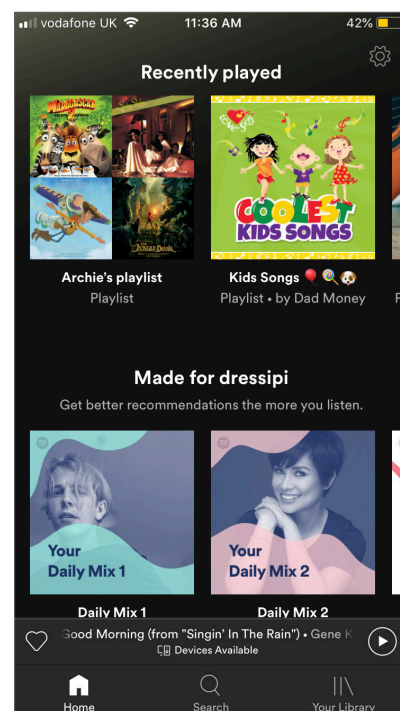 vodafone UK 11:36 AM 42%
Recently played
MADAGASCAR
JUNGLE BOOK
COOLEST
KIDS SONGS
Archie's playlist
Playlist
Kids Songs 🎈🍭🐶
Playlist • by Dad Money
P
Made for dressipi
Get better recommendations the more you listen.
Your
Daily Mix 1
Your
Daily Mix 2
Daily Mix 1
Daily Mix 2
Good Morning (from "Singin' In The Rain") • Gene K
Devices Available
Home
Search
Your Library